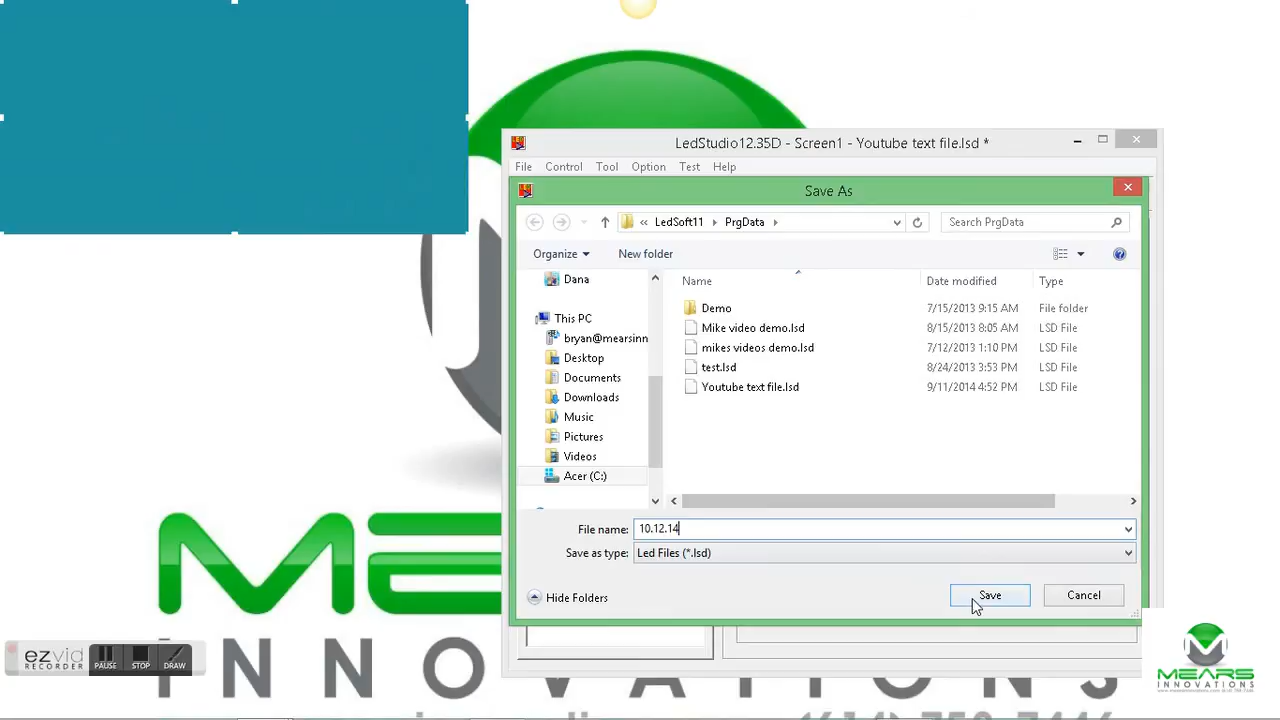 LedStudio12.35D - Screen1 - Youtube text file.lsd *
File Control Tool Option Test Help
Save As
« LedSoft11 PrgData
Search PrgData
Organize New folder
Name Date modified Type
Dana
This PC
bryan@mearsinn
Desktop
Documents
Downloads
Music
Pictures
Videos
Acer (C:)
Demo 7/15/2013 9:15 AM File folder
Mike video demo.lsd 8/15/2013 8:05 AM LSD File
mikes videos demo.lsd 7/12/2013 1:10 PM LSD File
test.lsd 8/24/2013 3:53 PM LSD File
Youtube text file.lsd 9/11/2014 4:52 PM LSD File
File name: 10.12.14
Save as type: Led Files (*.lsd)
Hide Folders Save Cancel
ME
INNOVATIONS
ezvid
RECORDER
PAUSE STOP DRAW
MEARS
INNOVATIONS